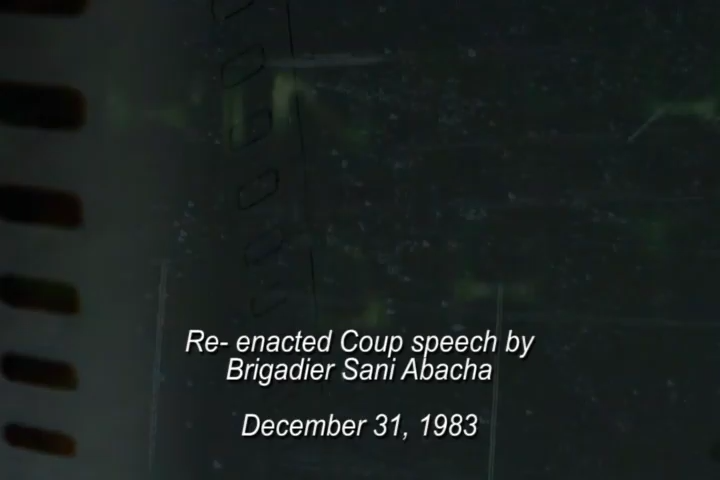 Re- enacted Coup speech by
Brigadier Sani Abacha
December 31, 1983